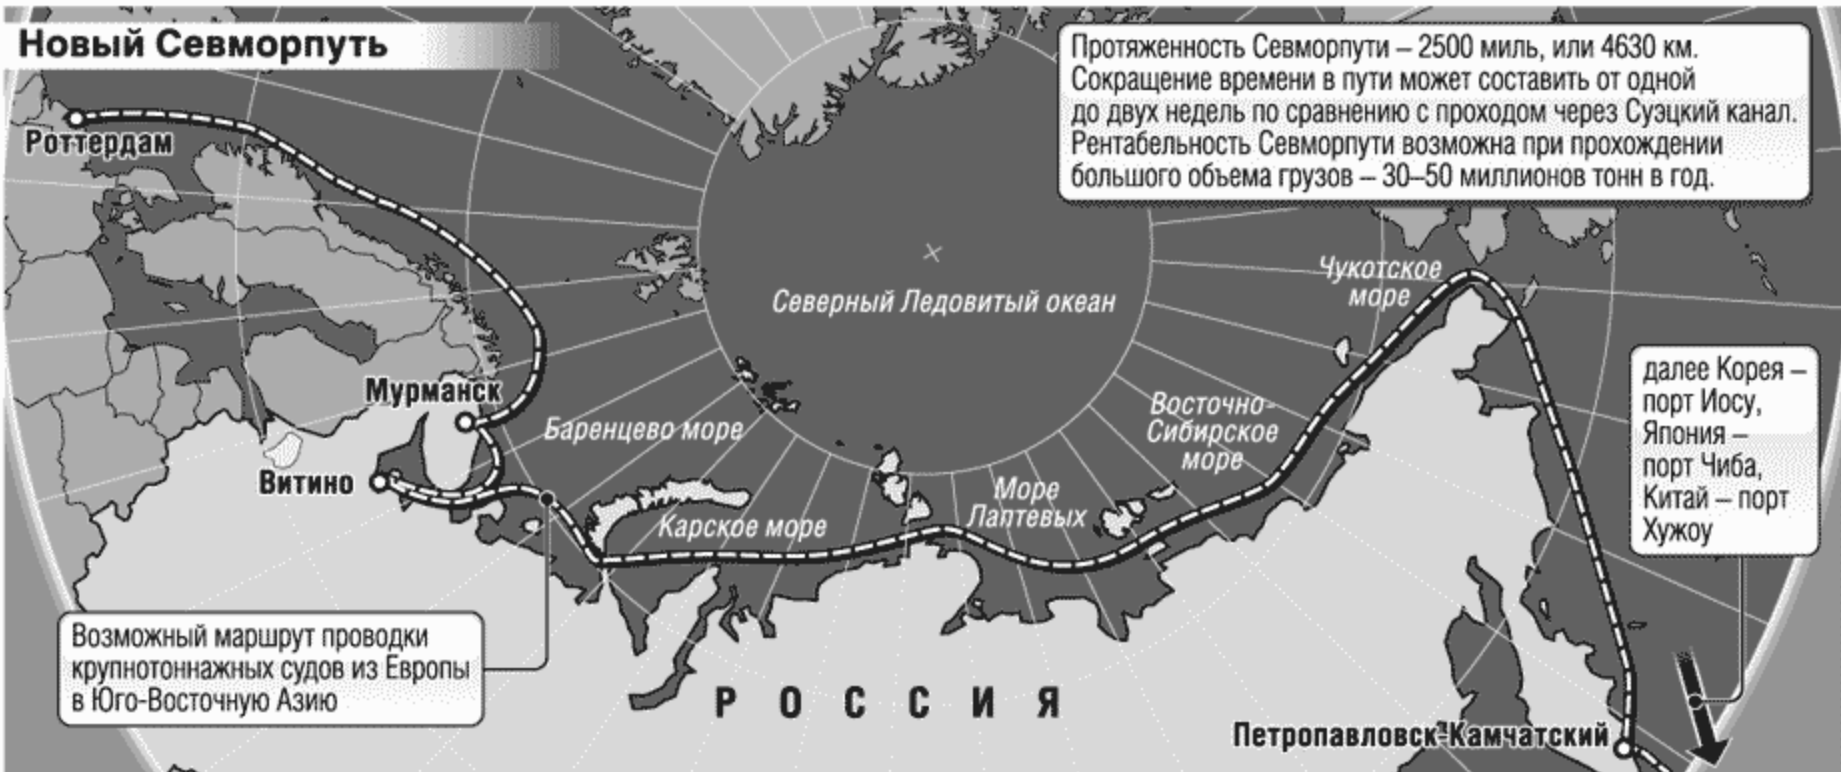 Новый Севморпуть
Протяженность Севморпути – 2500 миль, или 4630 км.
Сокращение времени в пути может составить от одной
до двух недель по сравнению с проходом через Суэцкий канал.
Рентабельность Севморпути возможна при прохождении
большого объема грузов – 30–50 миллионов тонн в год.
Роттердам
Чукотское
море
Северный Ледовитый океан
далее Корея –
порт Иосу,
Япония –
порт Чиба,
Китай – порт
Хужоу
Мурманск
Баренцево море
Восточно-
Сибирское
море
Витино
Море
Лаптевых
Карское море
Возможный маршрут проводки
крупнотоннажных судов из Европы
в Юго-Восточную Азию
РОССИЯ
Петропавловск-Камчатский